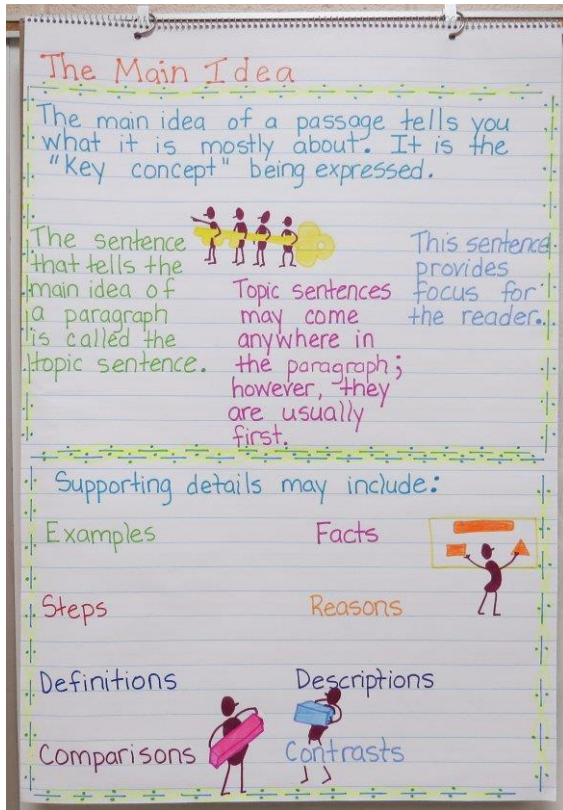 The Main Idea
The main idea of a passage tells you
what it is mostly about. It is the
"Key concept" being expressed.
The sentence
that tells the
main idea of
a paragraph
is called the
topic sentence.
Topic sentences
may come
anywhere in
the paragraph;
however, they
are usually
first.
This sentence
provides
focus for
the reader.
Supporting details may include:
Examples
Facts
Steps
Reasons
Definitions
Descriptions
Comparisons
Contrasts